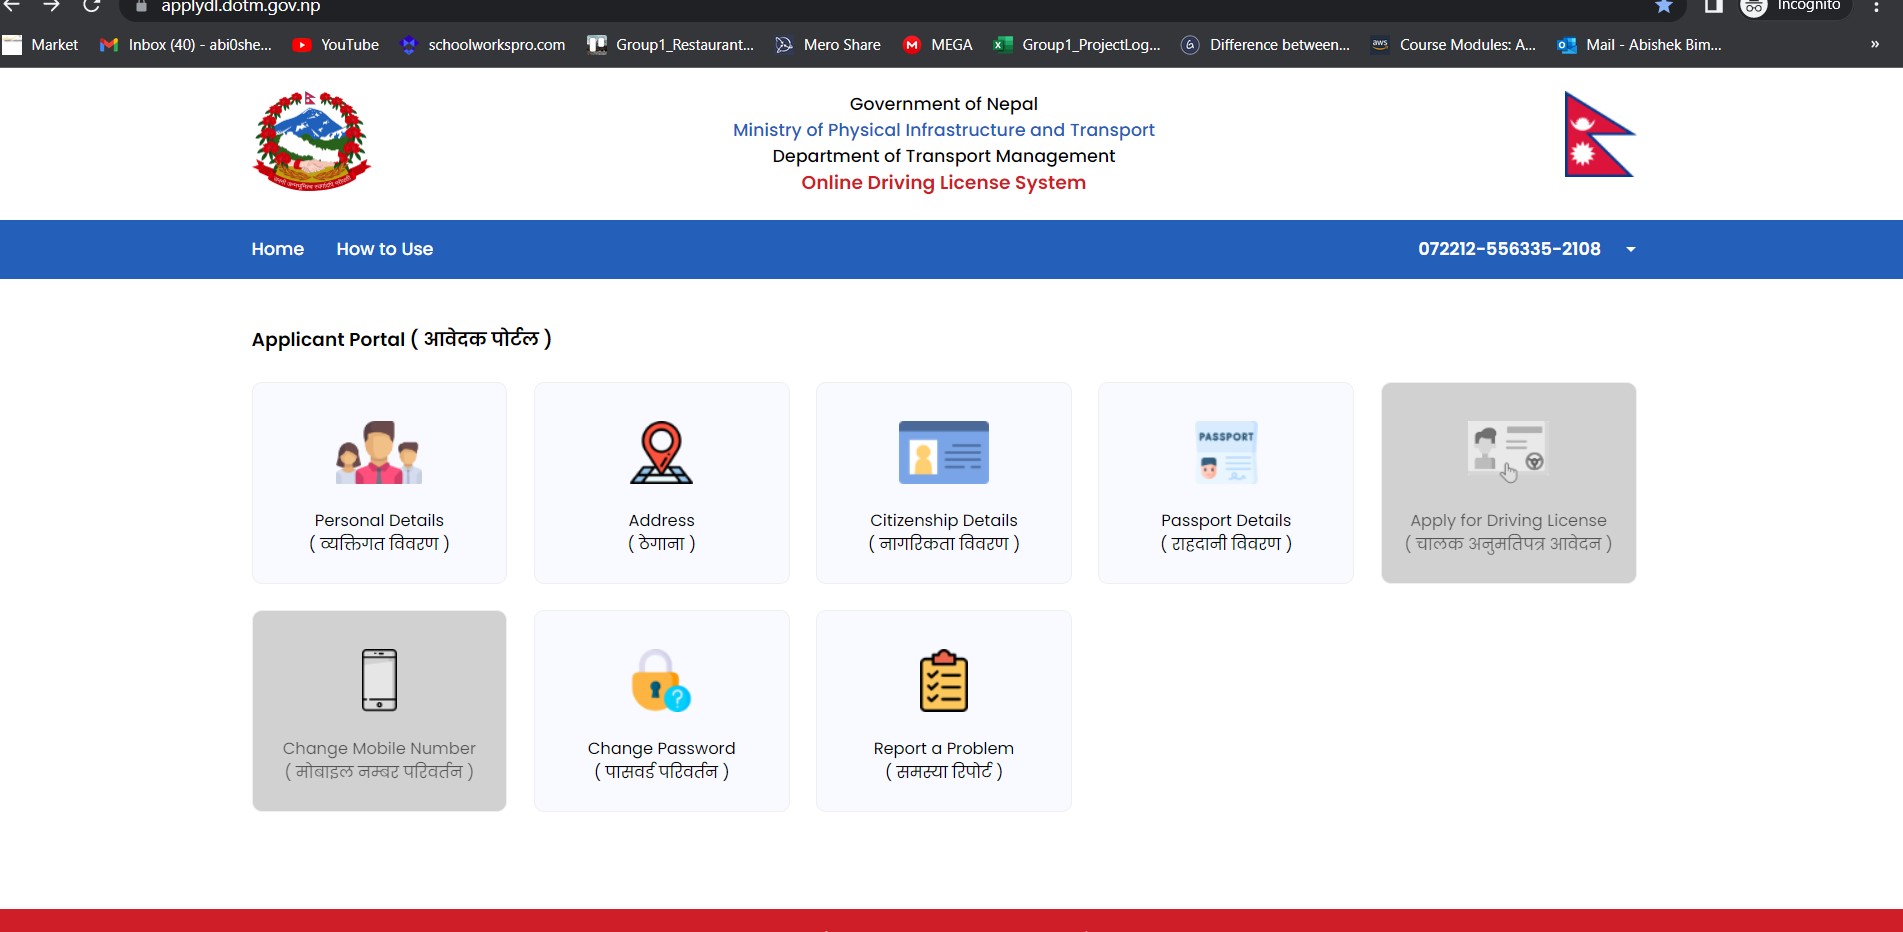 applydl.dotm.gov.np
Incognito
Market
Inbox (40) - abi0she...
YouTube
schoolworkspro.com
Group1_Restaurant...
Mero Share
MEGA
Group1_ProjectLog...
Difference between...
aws
Course Modules: A...
Mail - Abishek Bim...
»
Government of Nepal
Ministry of Physical Infrastructure and Transport
Department of Transport Management
Online Driving License System
Home
How to Use
072212-556335-2108
Applicant Portal ( आवेदक पोर्टल )
Personal Details
( व्यक्तिगत विवरण )
Address
( ठेगाना )
Citizenship Details
( नागरिकता विवरण )
PASSPORT
Passport Details
( राहदानी विवरण )
Apply for Driving License
( चालक अनुमतिपत्र आवेदन )
Change Mobile Number
( मोबाइल नम्बर परिवर्तन )
?
Change Password
( पासवर्ड परिवर्तन )
Report a Problem
( समस्या रिपोर्ट )